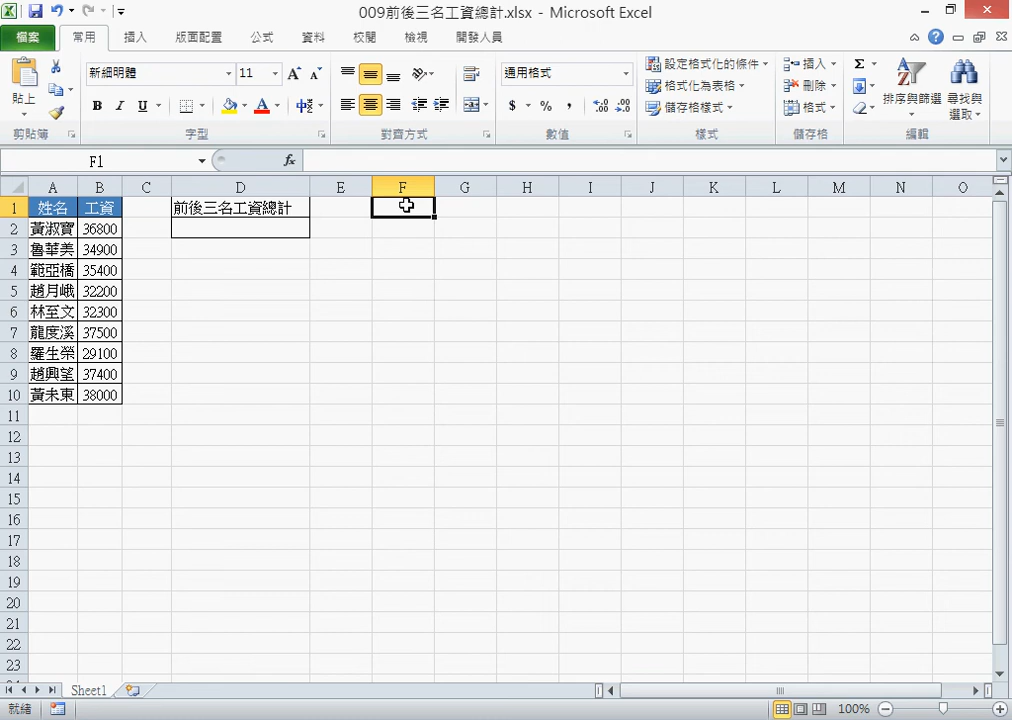 009前後三名工資總計.xlsx - Microsoft Excel
檔案 常用 插入 版面配置 公式 資料 校閱 檢視 開發人員
貼上 新細明體 11 通用格式 設定格式化的條件 插入 Σ
B I U 中 $ % , 格式化為表格 刪除 排序與篩選 尋找與選取
儲存格樣式 格式
剪貼簿 字型 對齊方式 數值 樣式 儲存格 編輯
F1 fx
A B C D E F G H I J K L M N O
1 姓名 工資 前後三名工資總計
2 黃淑寶 36800
3 魯華美 34900
4 範亞橋 35400
5 趙月峨 32200
6 林至文 32300
7 龍度溪 37500
8 羅生榮 29100
9 趙興望 37400
10 黃未東 38000
11
12
13
14
15
16
17
18
19
20
21
22
23
Sheet1
就緒 100%